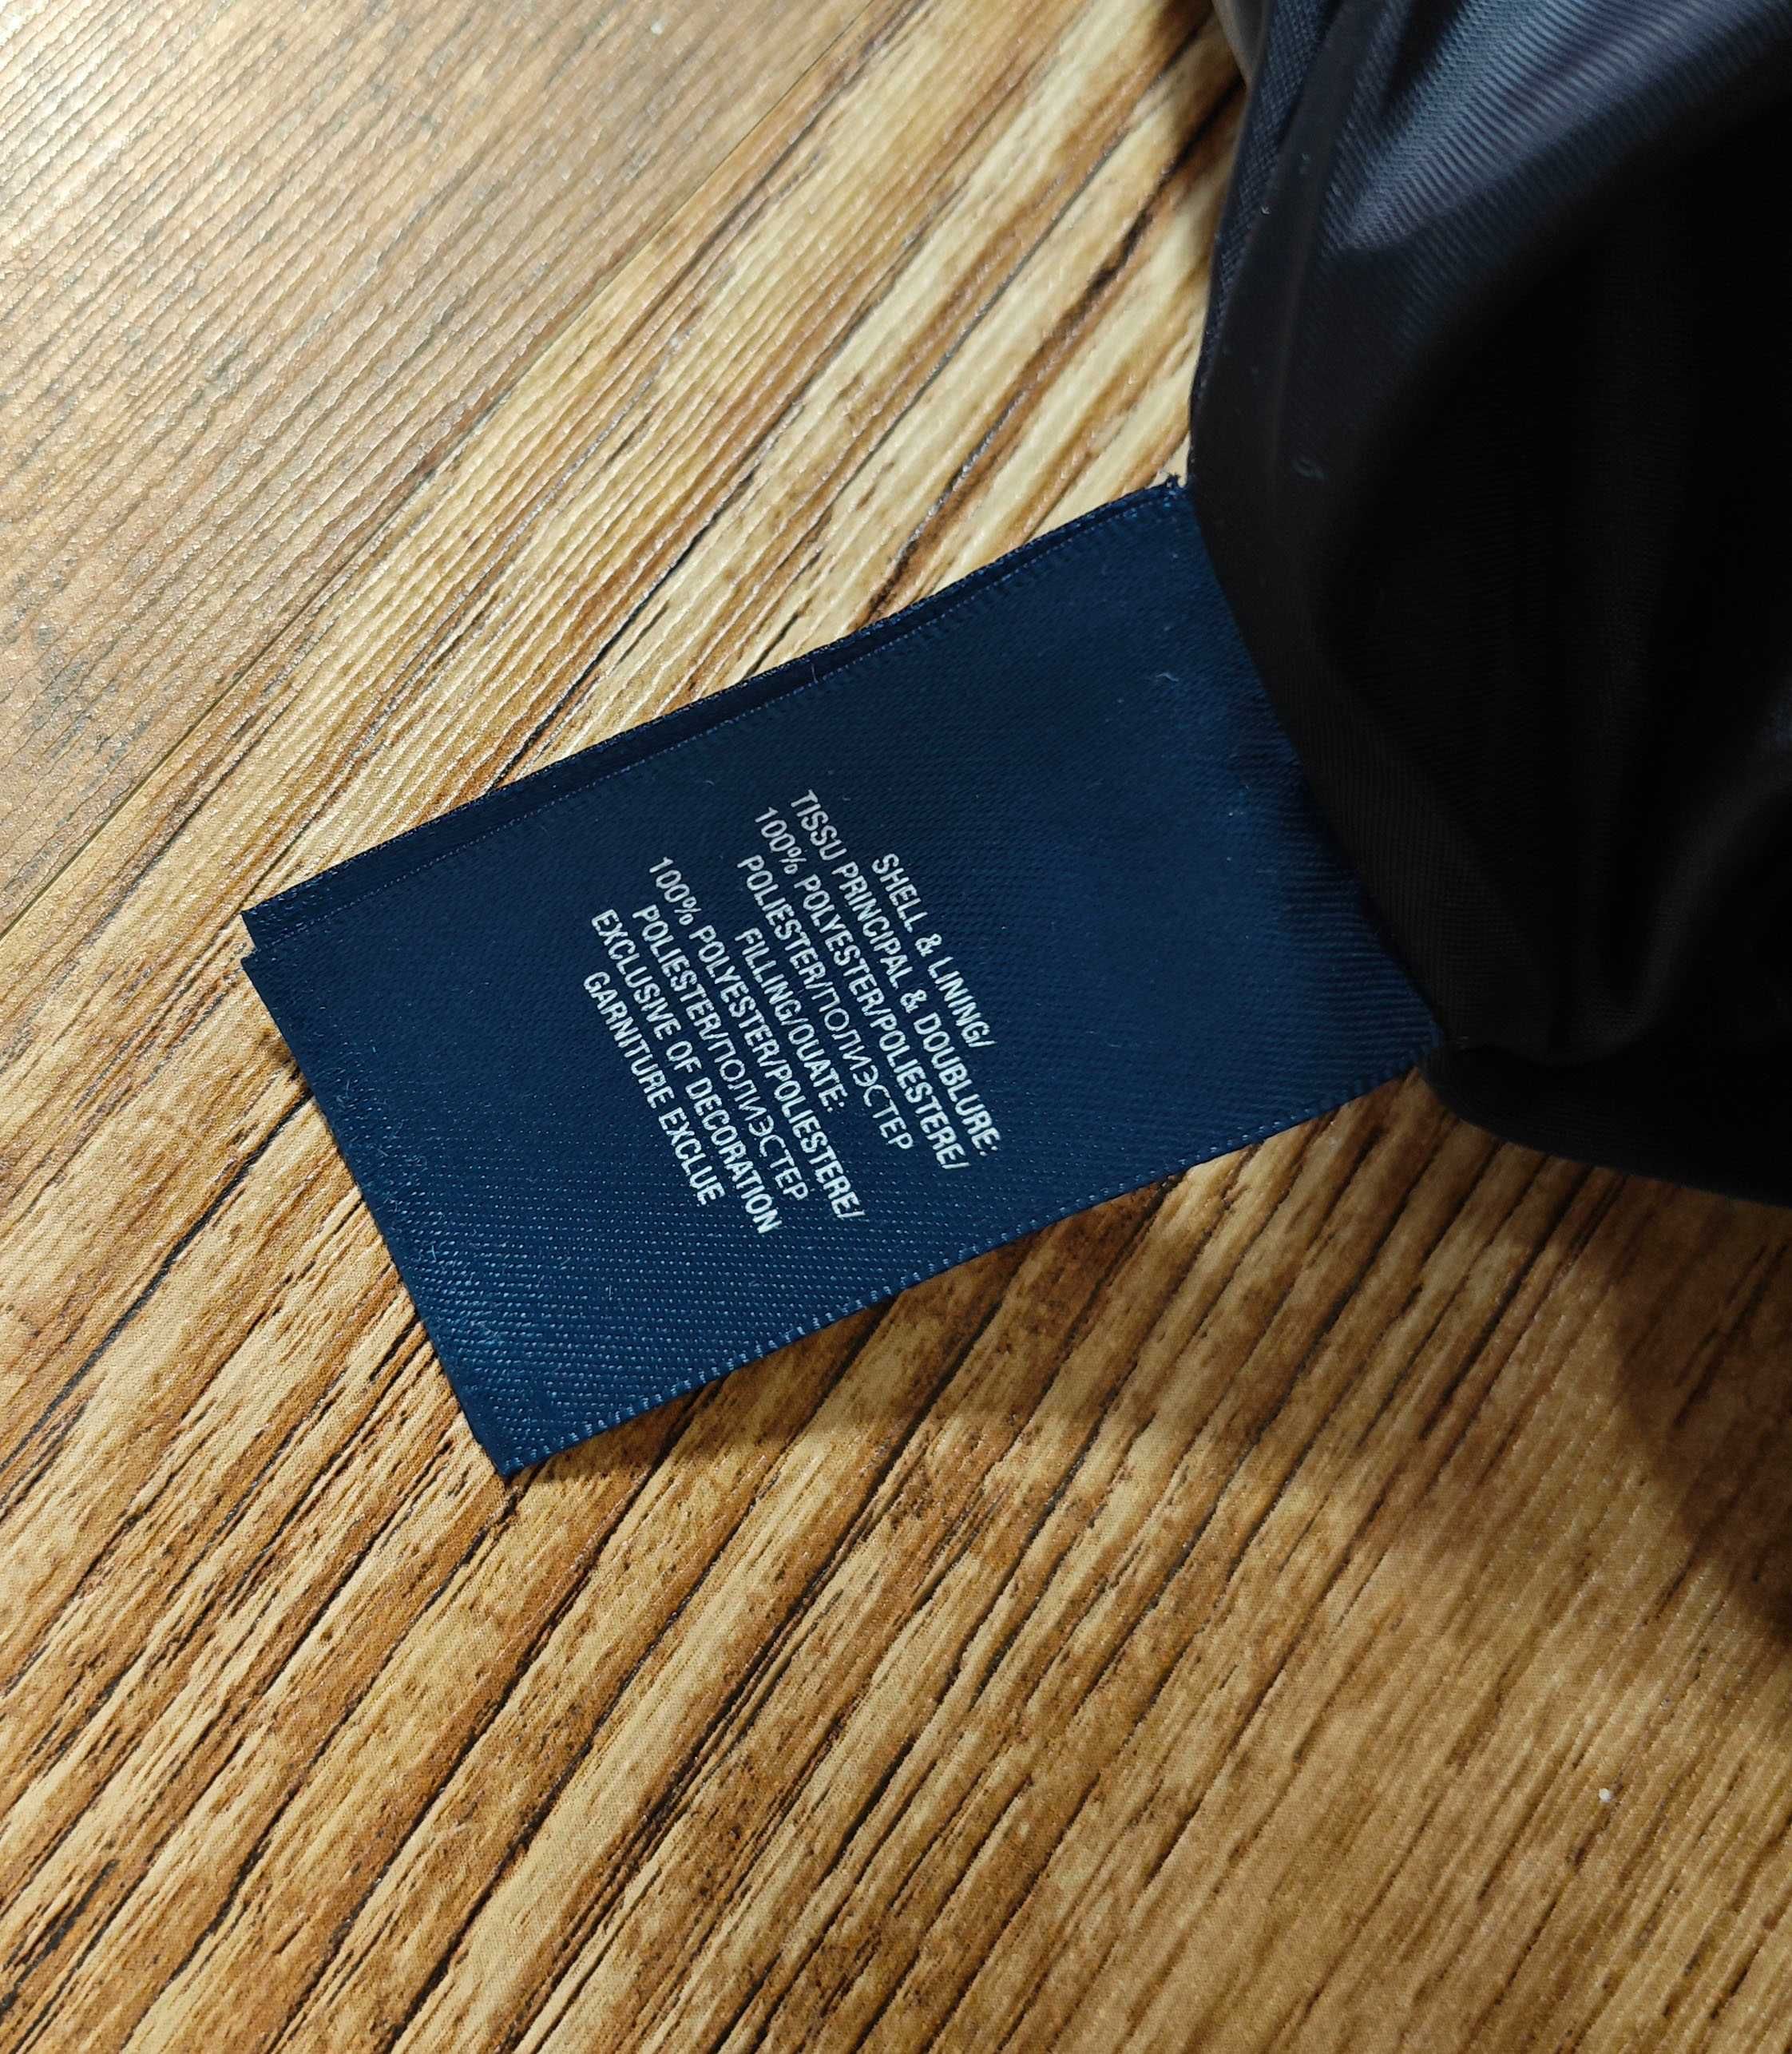 SHELL & LINING/
TISSU PRINCIPAL & DOUBLURE:
100% POLYESTER/POLIESTERE/
POLIESTER/ПОЛИЭСТЕР
FILLING/OUATE:
100% POLYESTER/POLIESTERE/
POLIESTER/ПОЛИЭСТЕР
EXCLUSIVE OF DECORATION
GARNITURE EXCLUE